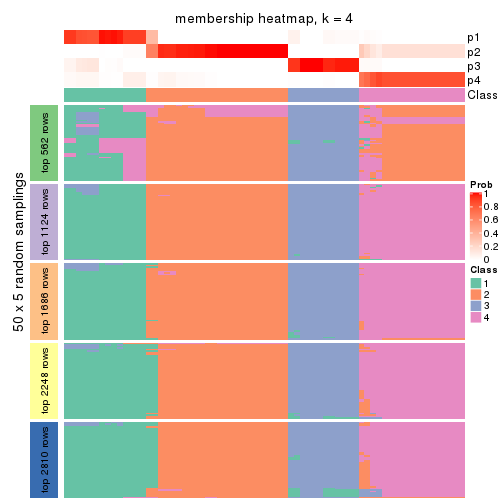 membership heatmap, k = 4
p1
p2
p3
p4
Class
50 x 5 random samplings
top 562 rows
top 1124 rows
top 1686 rows
top 2248 rows
top 2810 rows
Prob
1
0.8
0.6
0.4
0.2
0
Class
1
2
3
4